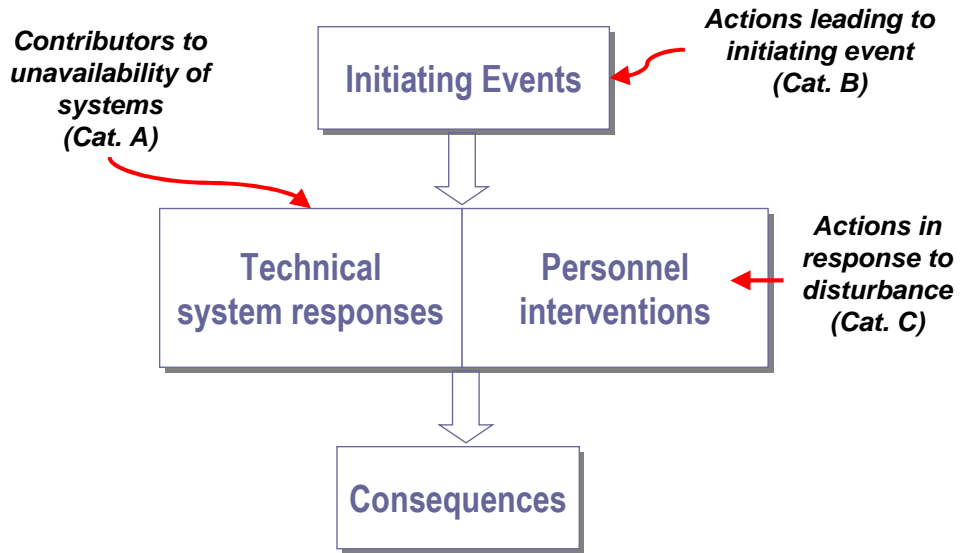 Contributors to
unavailability of
systems
(Cat. A)
Initiating Events
Actions leading to
initiating event
(Cat. B)
Technical
system responses
Personnel
interventions
Actions in
response to
disturbance
(Cat. C)
Consequences